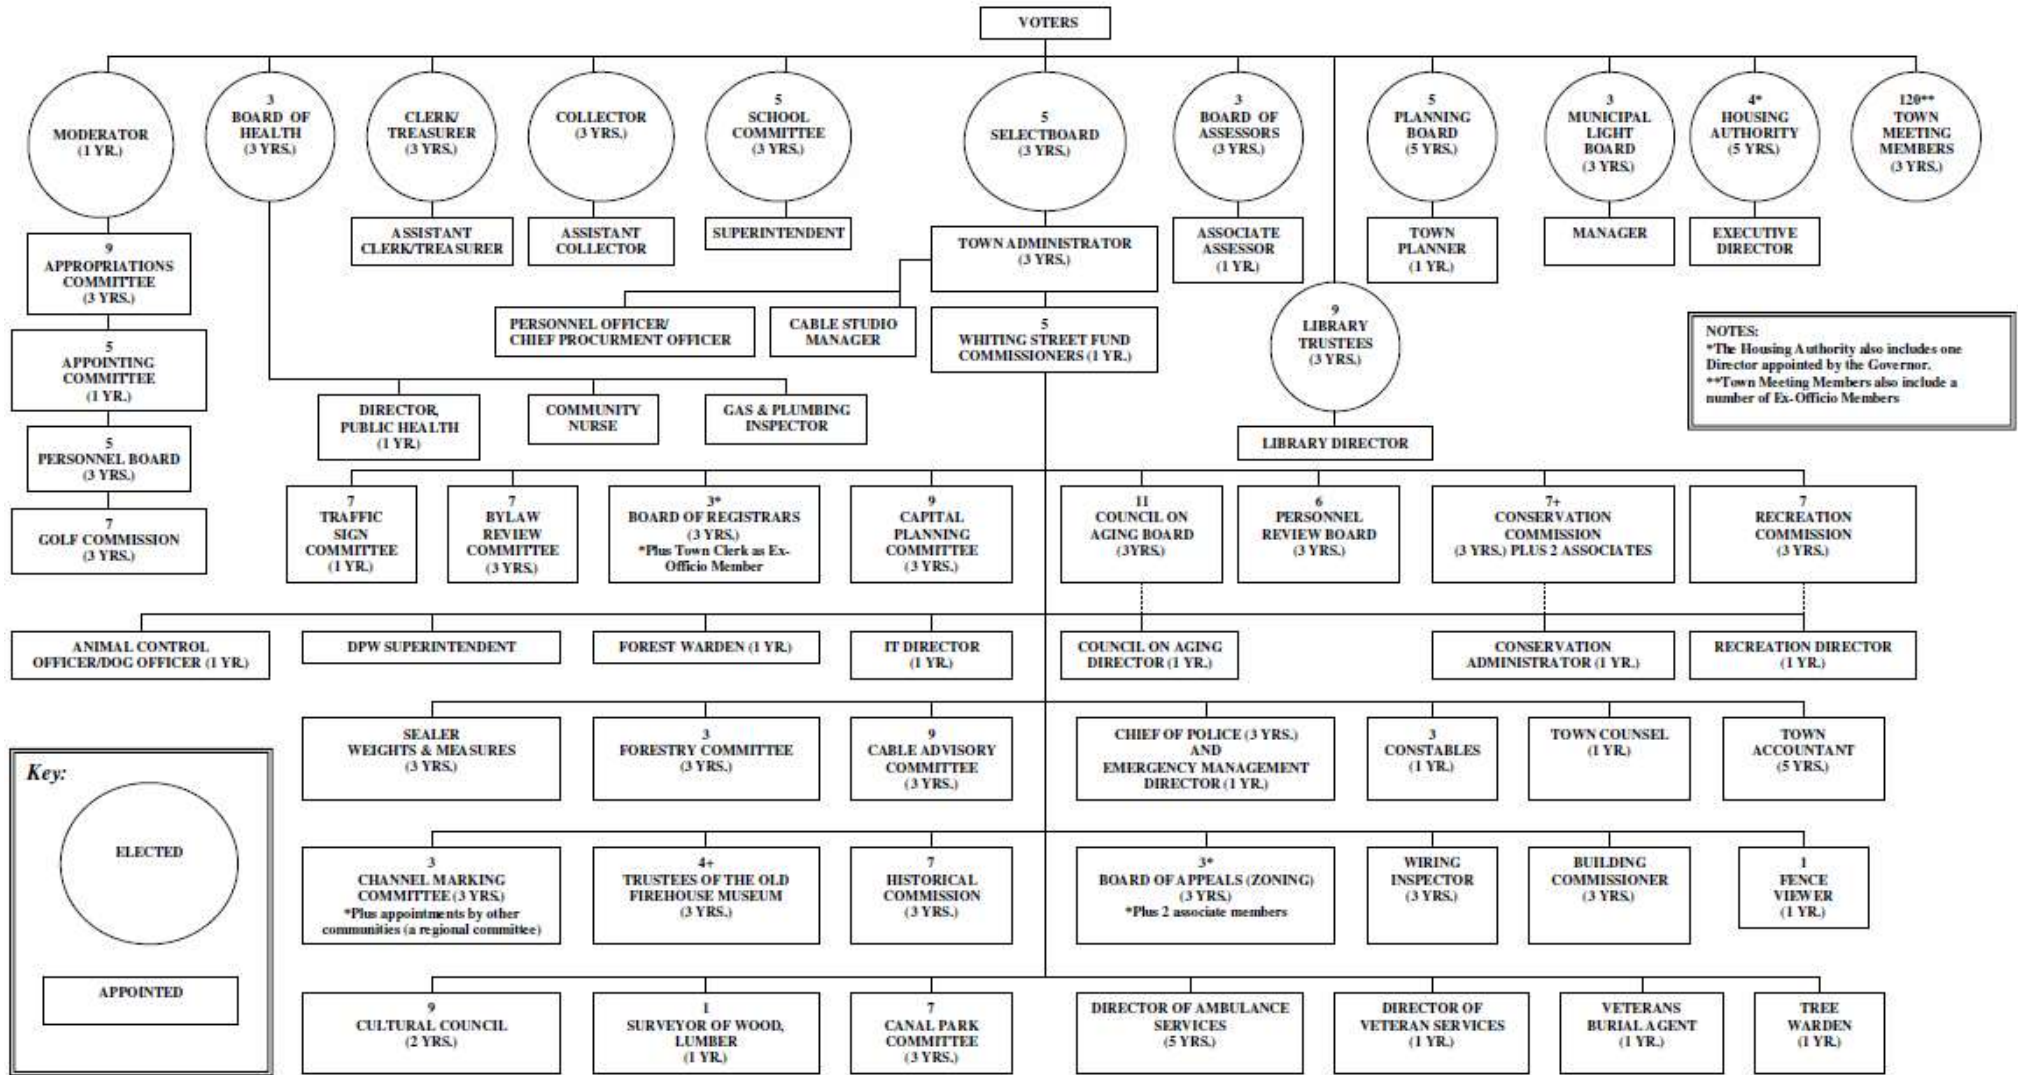 VOTERS
MODERATOR
(1 YR.)
3
BOARD OF
HEALTH
(3 YRS.)
CLERK/
TREASURER
(3 YRS.)
COLLECTOR
(3 YRS.)
5
SCHOOL
COMMITTEE
(3 YRS.)
5
SELECTBOARD
(3 YRS.)
3
BOARD OF
ASSESSORS
(3 YRS.)
5
PLANNING
BOARD
(5 YRS.)
3
MUNICIPAL
LIGHT
BOARD
(3 YRS.)
4*
HOUSING
AUTHORITY
(5 YRS.)
120**
TOWN
MEETING
MEMBERS
(3 YRS.)
9
APPROPRIATIONS
COMMITTEE
(3 YRS.)
ASSISTANT
CLERK/TREASURER
ASSISTANT
COLLECTOR
SUPERINTENDENT
TOWN ADMINISTRATOR
(3 YRS.)
ASSOCIATE
ASSESSOR
(1 YR.)
TOWN
PLANNER
(1 YR.)
MANAGER
EXECUTIVE
DIRECTOR
5
APPOINTING
COMMITTEE
(1 YR.)
PERSONNEL OFFICER/
CHIEF PROCURMENT OFFICER
CABLE STUDIO
MANAGER
5
WHITING STREET FUND
COMMISSIONERS (1 YR.)
9
LIBRARY
TRUSTEES
(3 YRS.)
NOTES:
*The Housing Authority also includes one
Director appointed by the Governor.
**Town Meeting Members also include a
number of Ex-Officio Members
5
PERSONNEL BOARD
(3 YRS.)
DIRECTOR,
PUBLIC HEALTH
(1 YR.)
COMMUNITY
NURSE
GAS & PLUMBING
INSPECTOR
LIBRARY DIRECTOR
7
GOLF COMMISSION
(3 YRS.)
7
TRAFFIC
SIGN
COMMITTEE
(1 YR.)
7
BYLAW
REVIEW
COMMITTEE
(3 YRS.)
3*
BOARD OF REGISTRARS
(3 YRS.)
*Plus Town Clerk as Ex-
Officio Member
9
CAPITAL
PLANNING
COMMITTEE
(3 YRS.)
11
COUNCIL ON
AGING BOARD
(3YRS.)
6
PERSONNEL
REVIEW BOARD
(3 YRS.)
7+
CONSERVATION
COMMISSION
(3 YRS.) PLUS 2 ASSOCIATES
7
RECREATION
COMMISSION
(3 YRS.)
ANIMAL CONTROL
OFFICER/DOG OFFICER (1 YR.)
DPW SUPERINTENDENT
FOREST WARDEN (1 YR.)
IT DIRECTOR
(1 YR.)
COUNCIL ON AGING
DIRECTOR (1 YR.)
CONSERVATION
ADMINISTRATOR (1 YR.)
RECREATION DIRECTOR
(1 YR.)
SEALER
WEIGHTS & MEASURES
(3 YRS.)
3
FORESTRY COMMITTEE
(3 YRS.)
9
CABLE ADVISORY
COMMITTEE
(3 YRS.)
CHIEF OF POLICE (3 YRS.)
AND
EMERGENCY MANAGEMENT
DIRECTOR (1 YR.)
3
CONSTABLES
(1 YR.)
TOWN COUNSEL
(1 YR.)
TOWN
ACCOUNTANT
(5 YRS.)
Key:
ELECTED
APPOINTED
3
CHANNEL MARKING
COMMITTEE (3 YRS.)
*Plus appointments by other
communities (a regional committee)
4+
TRUSTEES OF THE OLD
FIREHOUSE MUSEUM
(3 YRS.)
7
HISTORICAL
COMMISSION
(3 YRS.)
3*
BOARD OF APPEALS (ZONING)
(3 YRS.)
*Plus 2 associate members
WIRING
INSPECTOR
(3 YRS.)
BUILDING
COMMISSIONER
(3 YRS.)
1
FENCE
VIEWER
(1 YR.)
9
CULTURAL COUNCIL
(2 YRS.)
1
SURVEYOR OF WOOD,
LUMBER
(1 YR.)
7
CANAL PARK
COMMITTEE
(3 YRS.)
DIRECTOR OF AMBULANCE
SERVICES
(5 YRS.)
DIRECTOR OF
VETERAN SERVICES
(1 YR.)
VETERANS
BURIAL AGENT
(1 YR.)
TREE
WARDEN
(1 YR.)